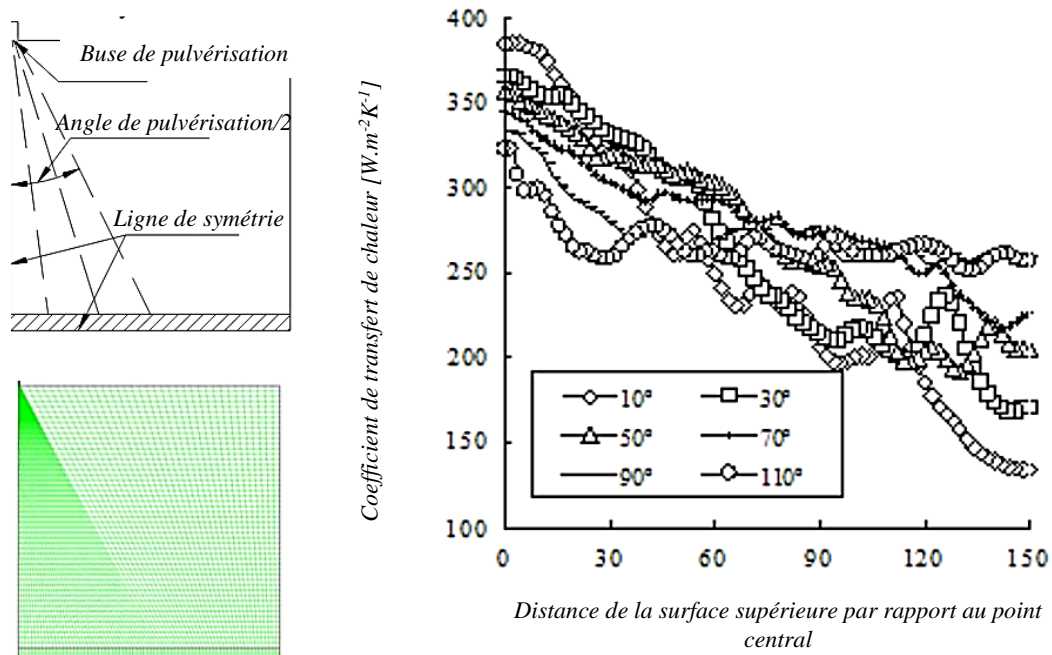 Buse de pulvérisation
Angle de pulvérisation/2
Ligne de symétrie
Coefficient de transfert de chaleur [W.m-2K-1]
400
350
300
250
200
150
100
0 30 60 90 120 150
10° 30°
50° 70°
90° 110°
Distance de la surface supérieure par rapport au point
central